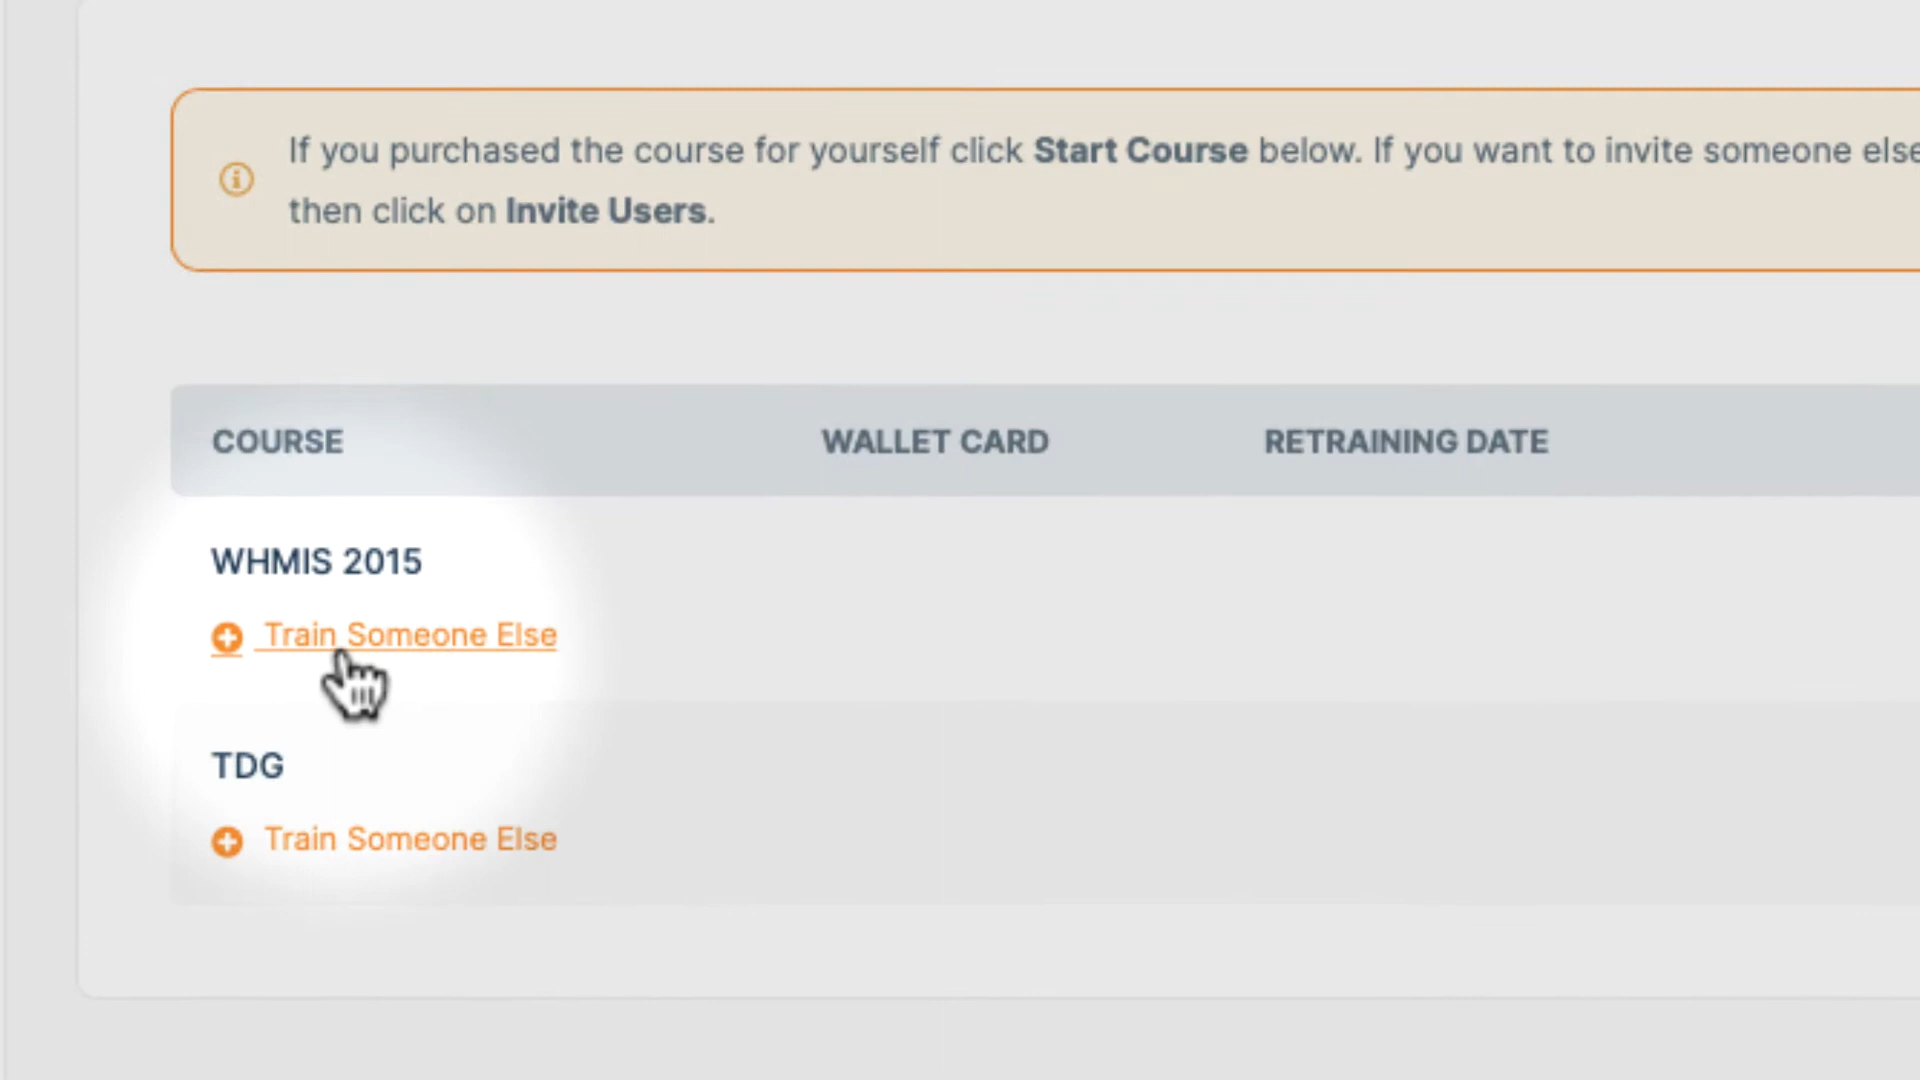 If you purchased the course for yourself click Start Course below. If you want to invite someone else
then click on Invite Users.
COURSE WALLET CARD RETRAINING DATE
WHMIS 2015
Train Someone Else
TDG
Train Someone Else